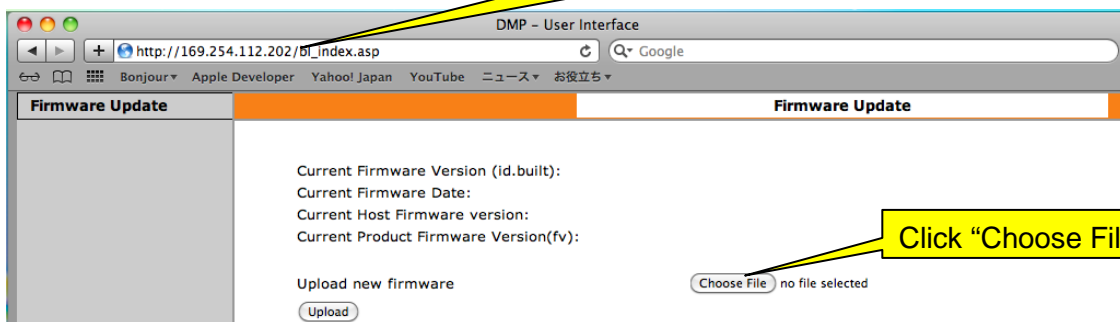 DMP – User Interface
http://169.254.112.202/bl_index.asp
Google
Bonjour Apple Developer Yahoo! Japan YouTube ニュース お役立ち
Firmware Update
Firmware Update
Current Firmware Version (id.built):
Current Firmware Date:
Current Host Firmware version:
Current Product Firmware Version(fv):
Click “Choose Fil
Upload new firmware Choose File no file selected
Upload